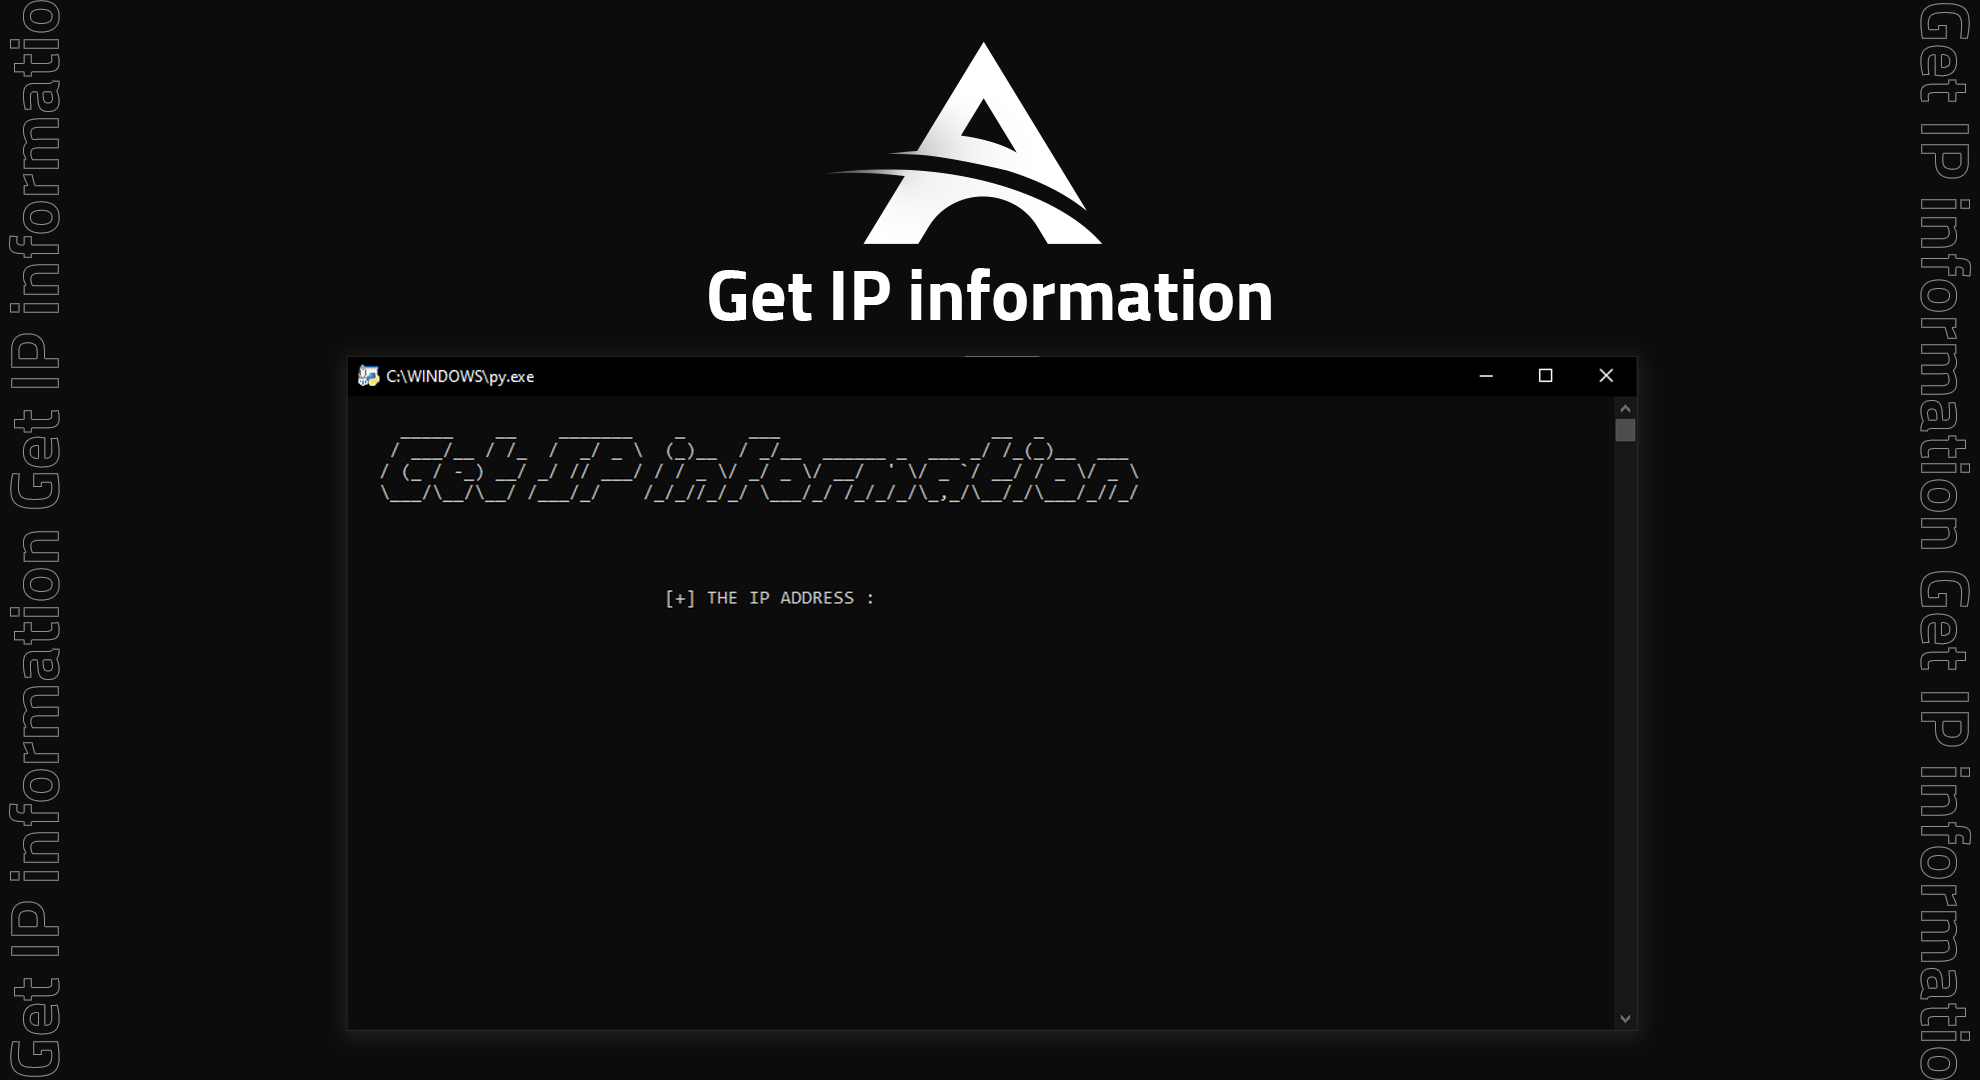 Get IP information
C:\WINDOWS\py.exe
Get IP information
[+] THE IP ADDRESS :
Get IP information Get IP informatio
Get IP information Get IP informatio